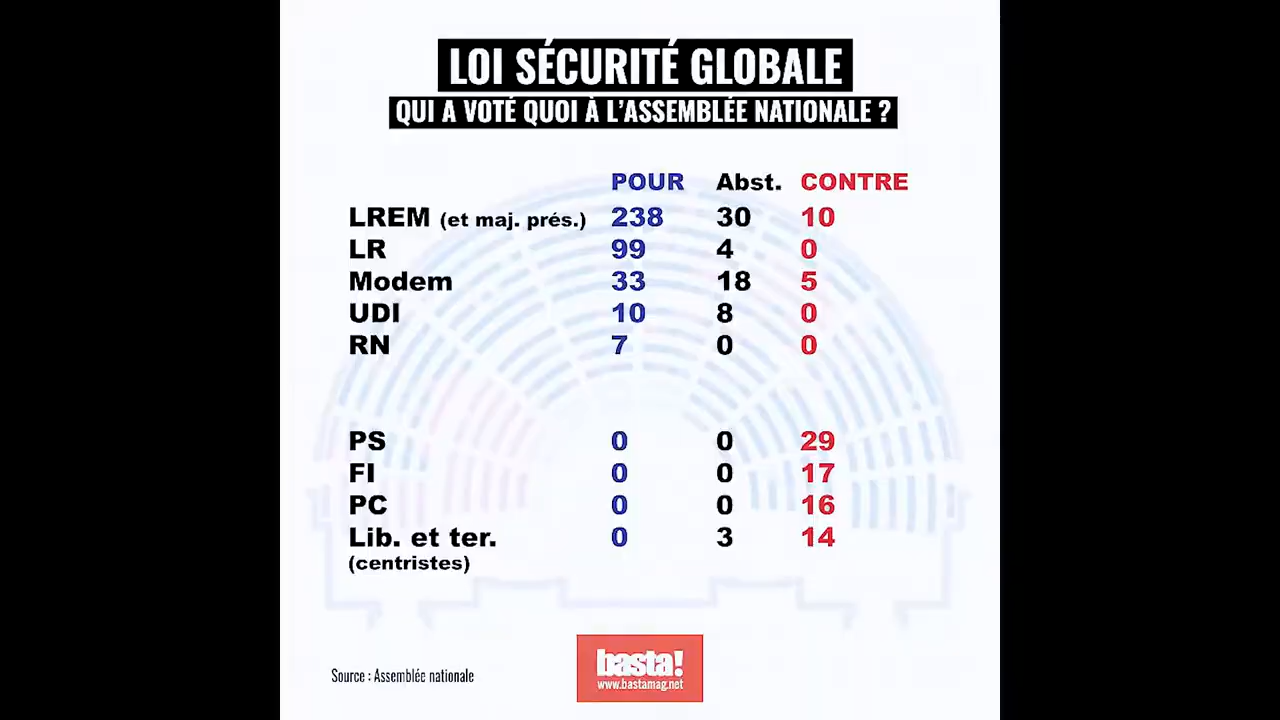 LOI SÉCURITÉ GLOBALE
QUI A VOTÉ QUOI À L'ASSEMBLÉE NATIONALE ?
POUR Abst. CONTRE
LREM (et maj. prés.) 238 30 10
LR 99 4 0
Modem 33 18 5
UDI 10 8 0
RN 7 0 0
PS 0 0 29
FI 0 0 17
PC 0 0 16
Lib. et ter. 0 3 14
(centristes)
basta!
www.bastamag.net
Source : Assemblée nationale